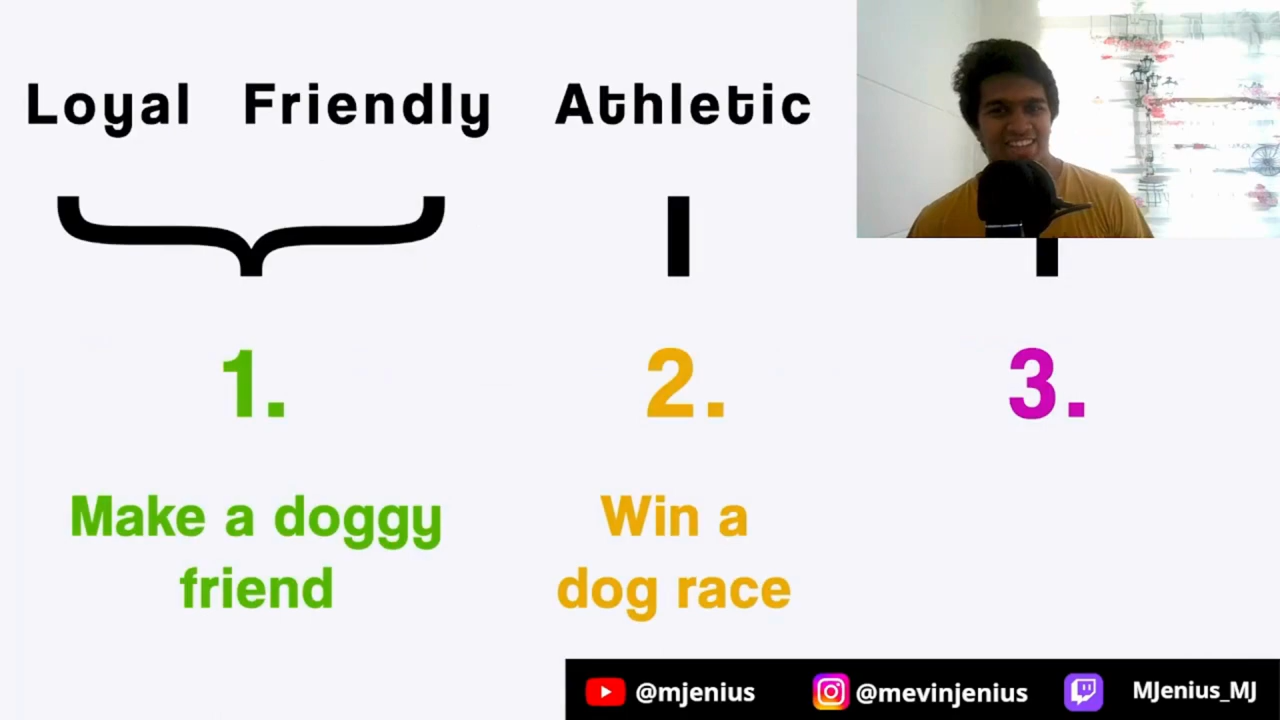 Loyal Friendly Athletic
1. 2. 3.
Make a doggy
friend
Win a
dog race
@mjenius @mevinjenius MJenius_MJ